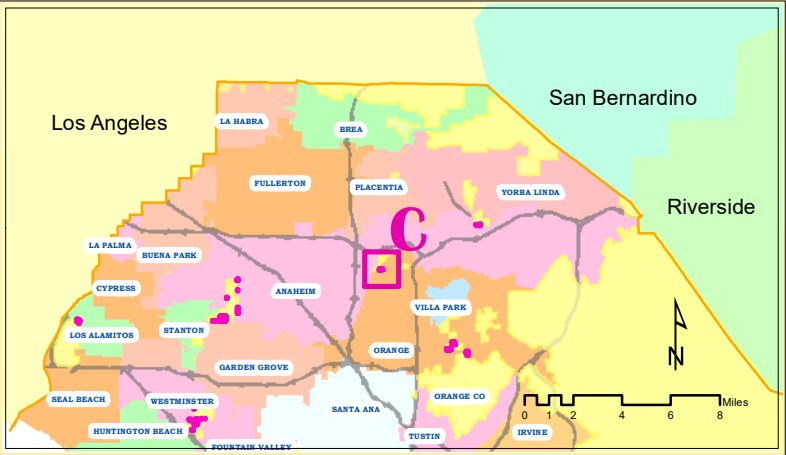 San Bernardino
Los Angeles
LA HABRA
BREA
FULLERTON
PLACENTIA
YORBA LINDA
Riverside
C
LA PALMA
BUENA PARK
CYPRESS
ANAHEIM
VILLA PARK
STANTON
LOS ALAMITOS
ORANGE
N
GARDEN GROVE
SEAL BEACH
WESTMINSTER
SANTA ANA
ORANGE CO
Miles
0 1 2 4 6 8
HUNTINGTON BEACH
TUSTIN
IRVINE
FOUNTAIN VALLEY